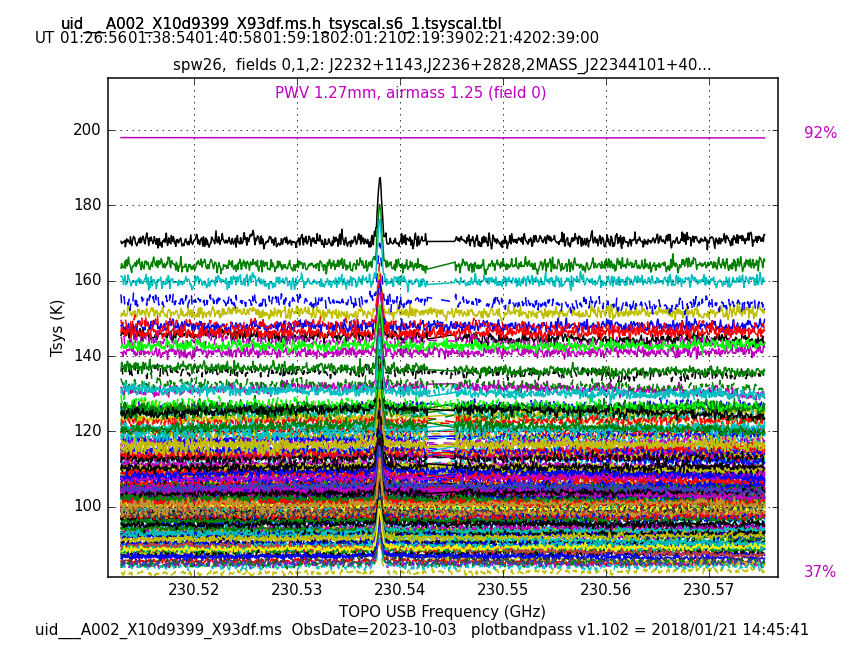 uid___A002_X10d9399_X93df.ms.h_tsyscal.s6_1.tsyscal.tbl
UT 01:26:5601:38:5401:40:5801:59:1802:01:2102:19:3902:21:4202:39:00
spw26,  fields 0,1,2: J2232+1143,J2236+2828,2MASS_J22344101+40...
PWV 1.27mm, airmass 1.25 (field 0)
92%
200
180
160
140
120
100
Tsys (K)
37%
230.52 230.53 230.54 230.55 230.56 230.57
TOPO USB Frequency (GHz)
uid___A002_X10d9399_X93df.ms  ObsDate=2023-10-03   plotbandpass v1.102 = 2018/01/21 14:45:41